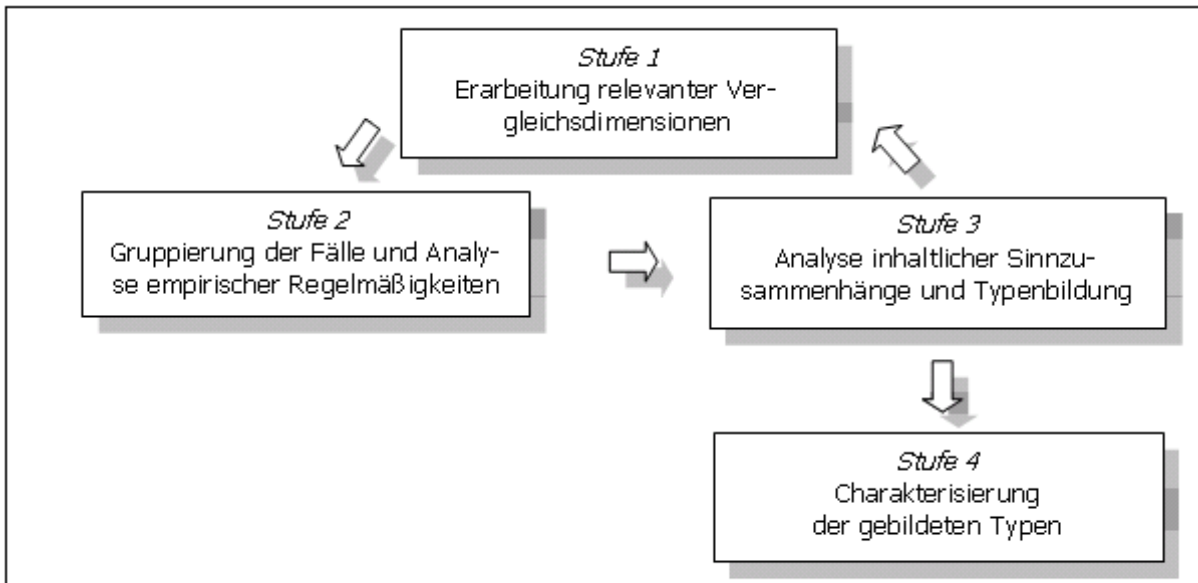 Stufe 1
Erarbeitung relevanter Ver-
gleichsdimensionen
Stufe 2
Gruppierung der Fälle und Analy-
se empirischer Regelmäßigkeiten
Stufe 3
Analyse inhaltlicher Sinnzu-
sammenhänge und Typenbildung
Stufe 4
Charakterisierung
der gebildeten Typen